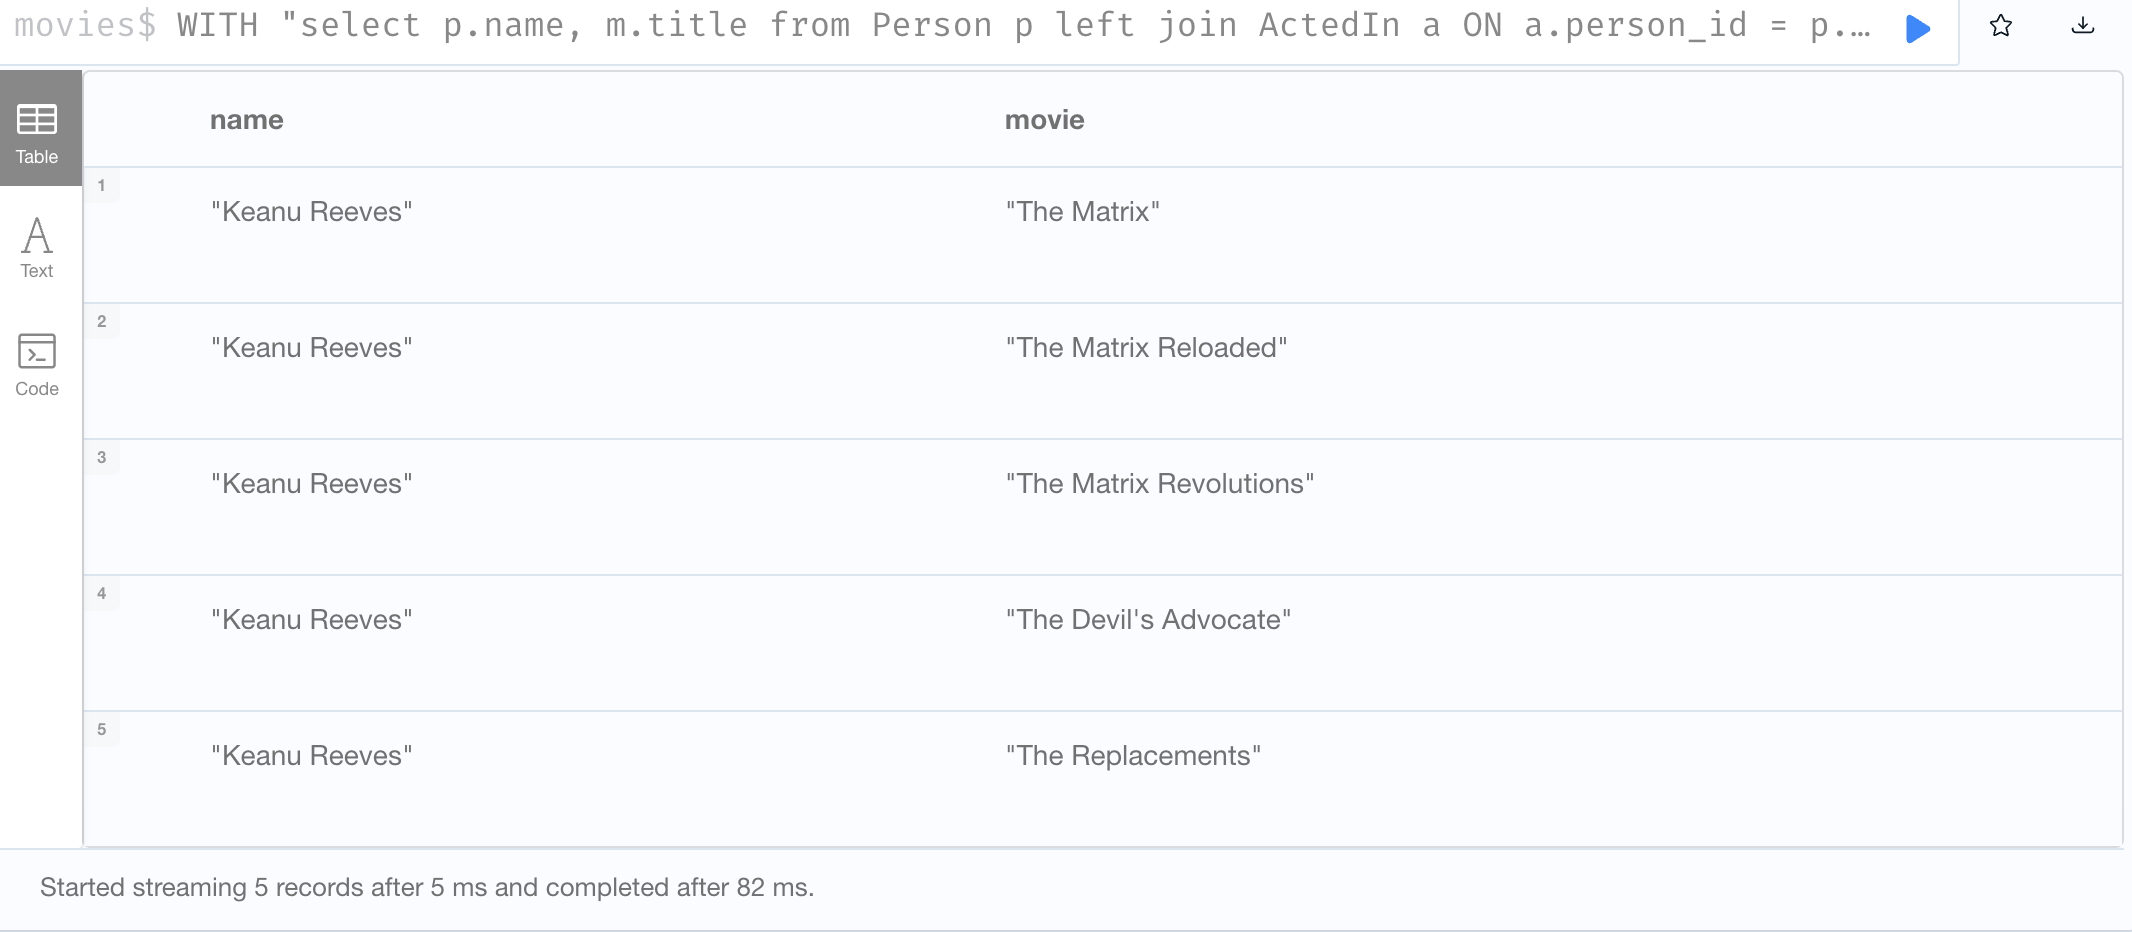 movies$ WITH "select p.name, m.title from Person p left join ActedIn a ON a.person_id = p.…
Table
Text
Code
name movie
1 "Keanu Reeves" "The Matrix"
2 "Keanu Reeves" "The Matrix Reloaded"
3 "Keanu Reeves" "The Matrix Revolutions"
4 "Keanu Reeves" "The Devil's Advocate"
5 "Keanu Reeves" "The Replacements"
Started streaming 5 records after 5 ms and completed after 82 ms.